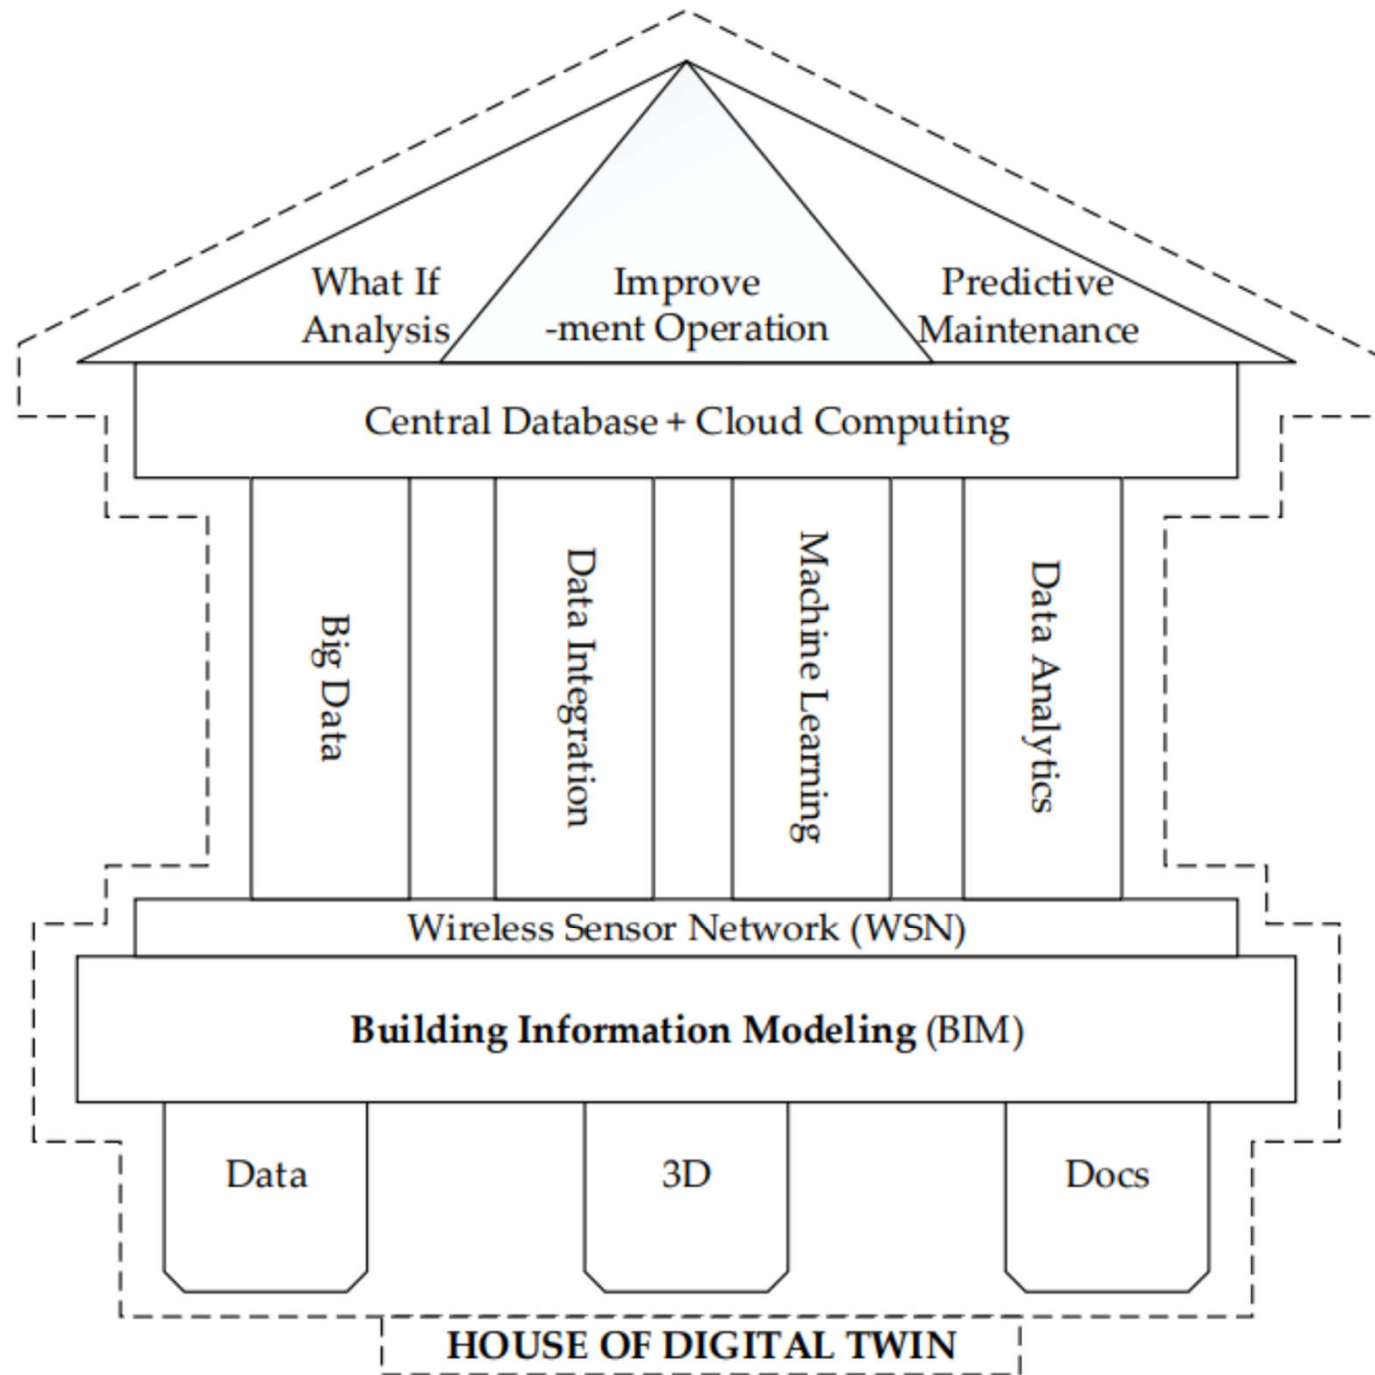 What If
Analysis
Improve
-ment Operation
Predictive
Maintenance
Central Database + Cloud Computing
Big Data
Data Integration
Machine Learning
Data Analytics
Wireless Sensor Network (WSN)
Building Information Modeling (BIM)
Data
3D
Docs
HOUSE OF DIGITAL TWIN